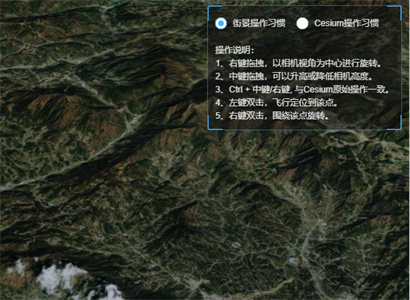 街景操作习惯 Cesium操作习惯
操作说明：
1、右键拖拽，以相机视角为中心进行旋转。
2、中键拖拽，可以升高或降低相机高度。
3、Ctrl + 中键/右键, 与Cesium原始操作一致。
4、左键双击，飞行定位到该点。
5、右键双击，围绕该点旋转。